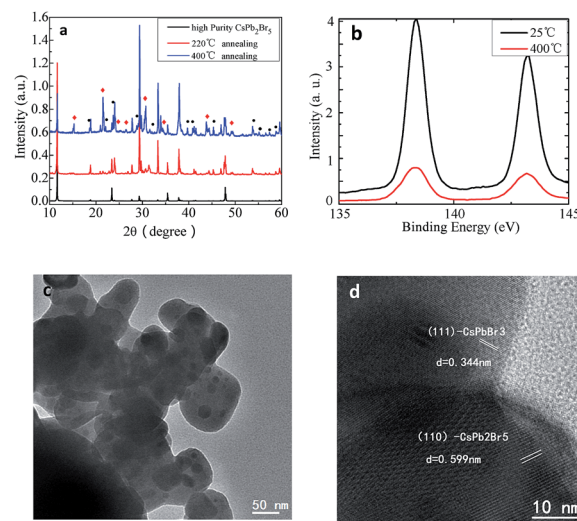 a
high Purity CsPb2Br5
220℃ annealing
400℃ annealing
Intensity (a. u.)
1.6
1.4
1.2
1.0
0.8
0.6
0.4
0.2
0.0
10 20 30 40 50 60
2θ ( degree )
b
25℃
400℃
Intensity (a. u.)
4
3
2
1
0
135 140 145
Binding Energy (eV)
c
50 nm
d
(111)-CsPbBr3
d=0.344nm
(110)-CsPb2Br5
d=0.599nm
10 nm